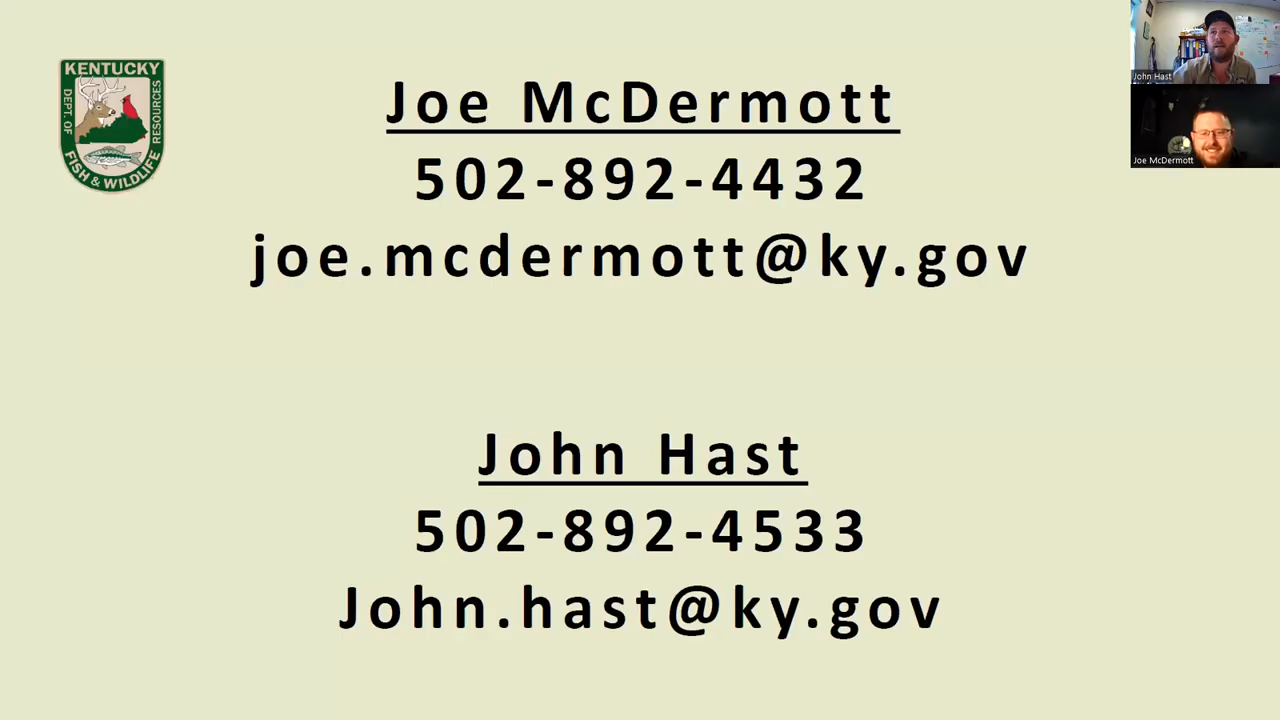 KENTUCKY
DEPT. OF
FISH & WILDLIFE
RESOURCES
Joe McDermott
502-892-4432
joe.mcdermott@ky.gov
John Hast
502-892-4533
John.hast@ky.gov
John Hast
Joe McDermott